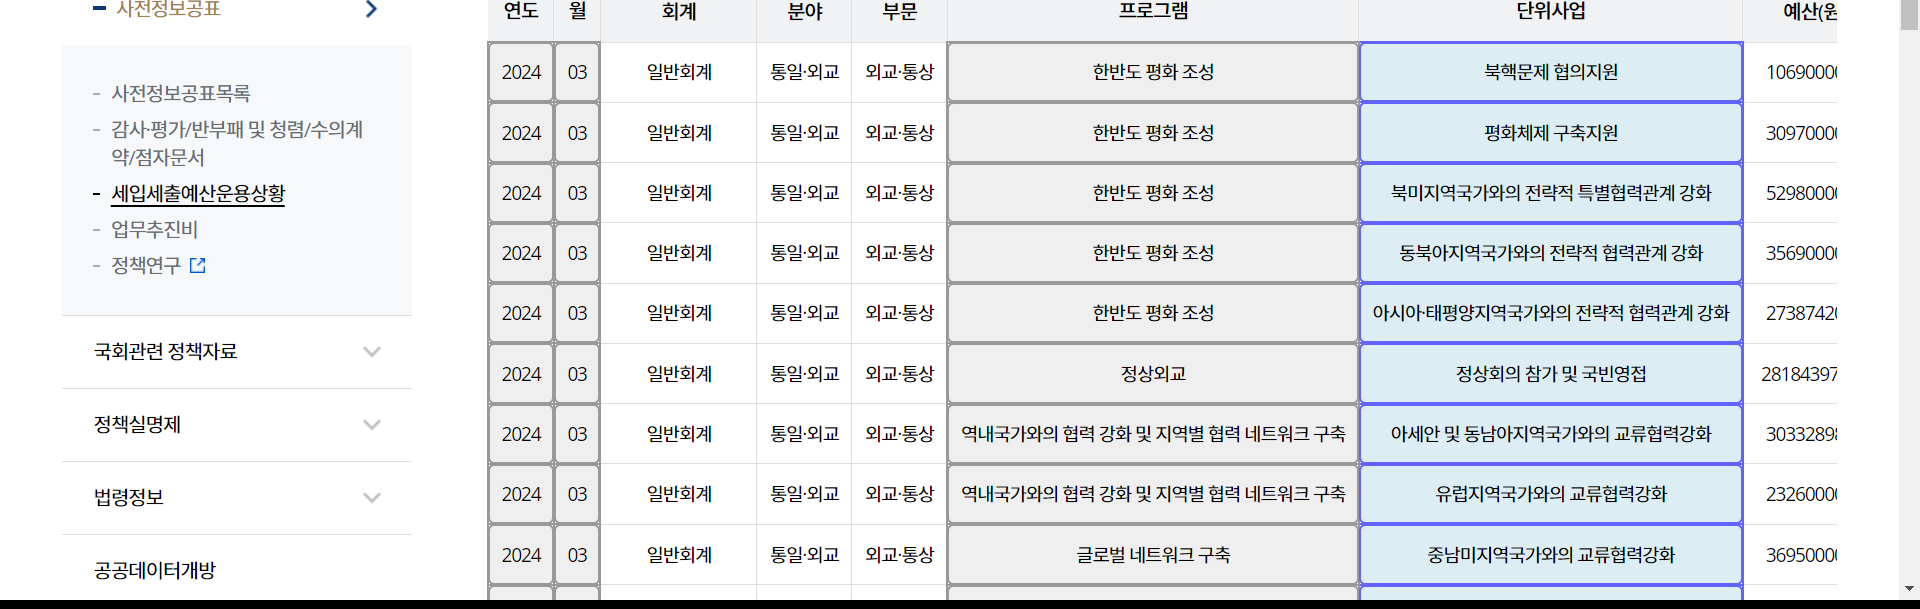 사전정보공표
사전정보공표목록
감사·평가/반부패 및 청렴/수의계
약/점자문서
세입세출예산운용상황
업무추진비
정책연구
국회관련 정책자료
정책실명제
법령정보
공공데이터개방
연도 월 회계 분야 부문 프로그램 단위사업 예산(원
2024 03 일반회계 통일·외교 외교·통상 한반도 평화 조성 북핵문제 협의지원 10690000
2024 03 일반회계 통일·외교 외교·통상 한반도 평화 조성 평화체제 구축지원 30970000
2024 03 일반회계 통일·외교 외교·통상 한반도 평화 조성 북미지역국가와의 전략적 특별협력관계 강화 52980000
2024 03 일반회계 통일·외교 외교·통상 한반도 평화 조성 동북아지역국가와의 전략적 협력관계 강화 35690000
2024 03 일반회계 통일·외교 외교·통상 한반도 평화 조성 아시아·태평양지역국가와의 전략적 협력관계 강화 27387420
2024 03 일반회계 통일·외교 외교·통상 정상외교 정상회의 참가 및 국빈영접 28184397
2024 03 일반회계 통일·외교 외교·통상 역내국가와의 협력 강화 및 지역별 협력 네트워크 구축 아세안 및 동남아지역국가와의 교류협력강화 30332898
2024 03 일반회계 통일·외교 외교·통상 역내국가와의 협력 강화 및 지역별 협력 네트워크 구축 유럽지역국가와의 교류협력강화 23260000
2024 03 일반회계 통일·외교 외교·통상 글로벌 네트워크 구축 중남미지역국가와의 교류협력강화 36950000